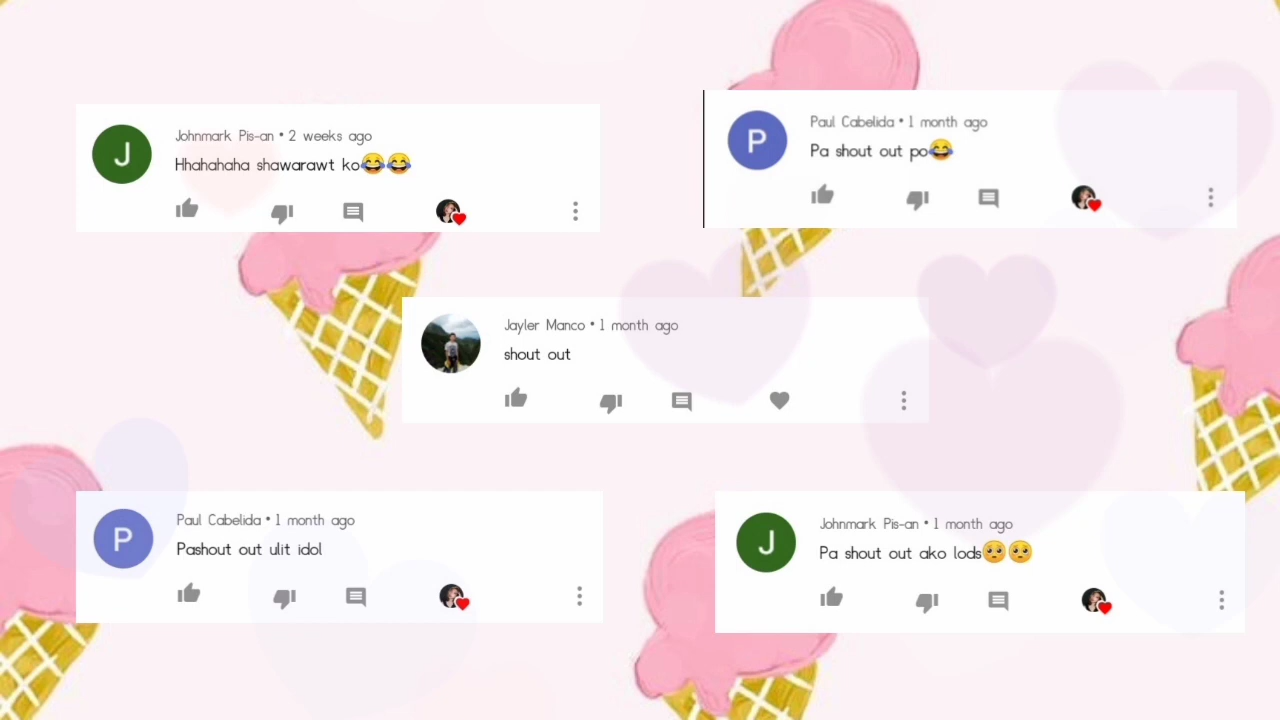 J
Johnmark Pis-an • 2 weeks ago
Hhahahaha shawarawt ko😂😂
P
Paul Cabelida • 1 month ago
Pa shout out po😂
Jayler Manco • 1 month ago
shout out
P
Paul Cabelida • 1 month ago
Pashout out ulit idol
J
Johnmark Pis-an • 1 month ago
Pa shout out ako lods🥺🥺